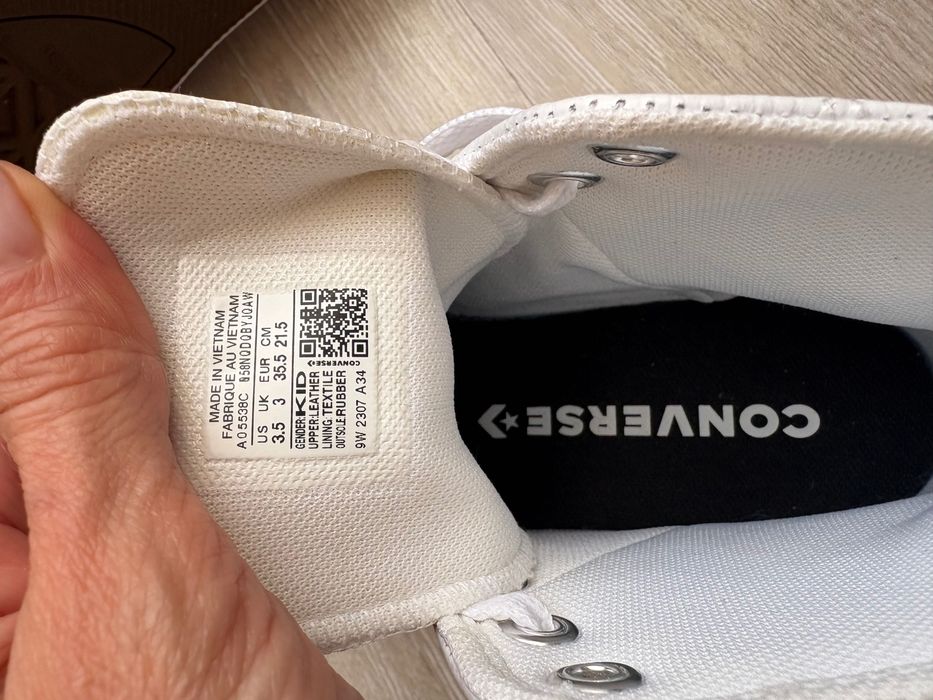 MADE IN VIETNAM
FABRIQUE AU VIETNAM
A05538C
US UK EUR CM
3.5 3 35.5 21.5
GENDER:KID
UPPER:LEATHER
LINING:TEXTILE
OUTSOLE:RUBBER
9W 2307 A34
CONVERSE
CONVERSE